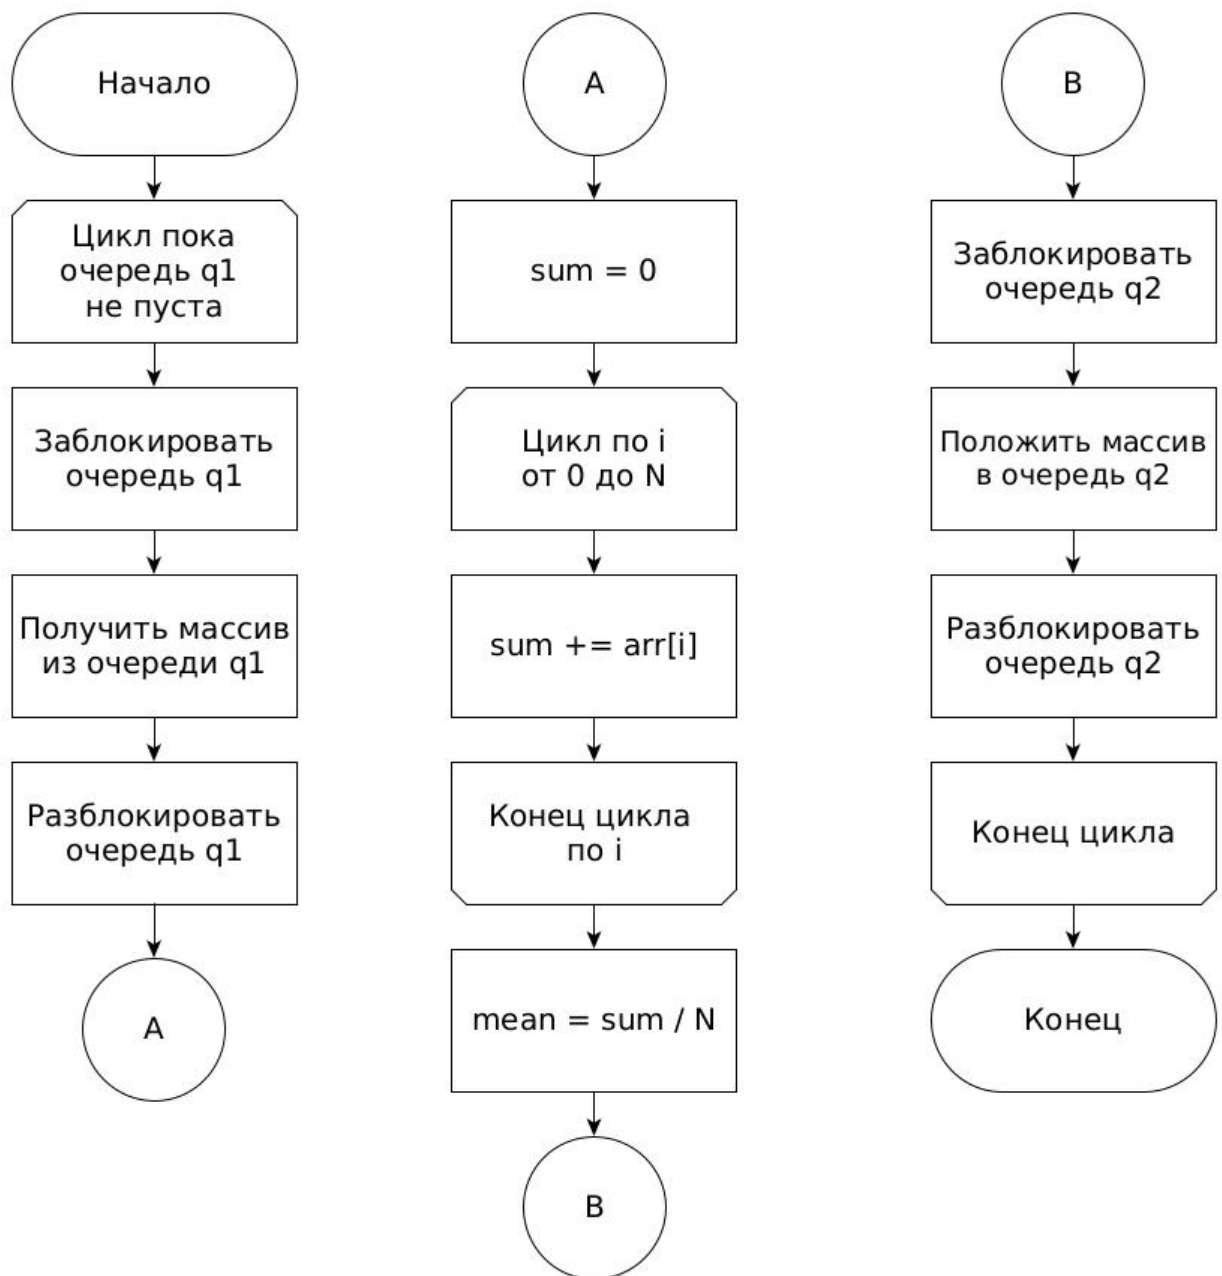 Начало
Цикл пока
очередь q1
не пуста
Заблокировать
очередь q1
Получить массив
из очереди q1
Разблокировать
очередь q1
A
A
sum = 0
Цикл по i
от 0 до N
sum += arr[i]
Конец цикла
по i
mean = sum / N
B
B
Заблокировать
очередь q2
Положить массив
в очередь q2
Разблокировать
очередь q2
Конец цикла
Конец